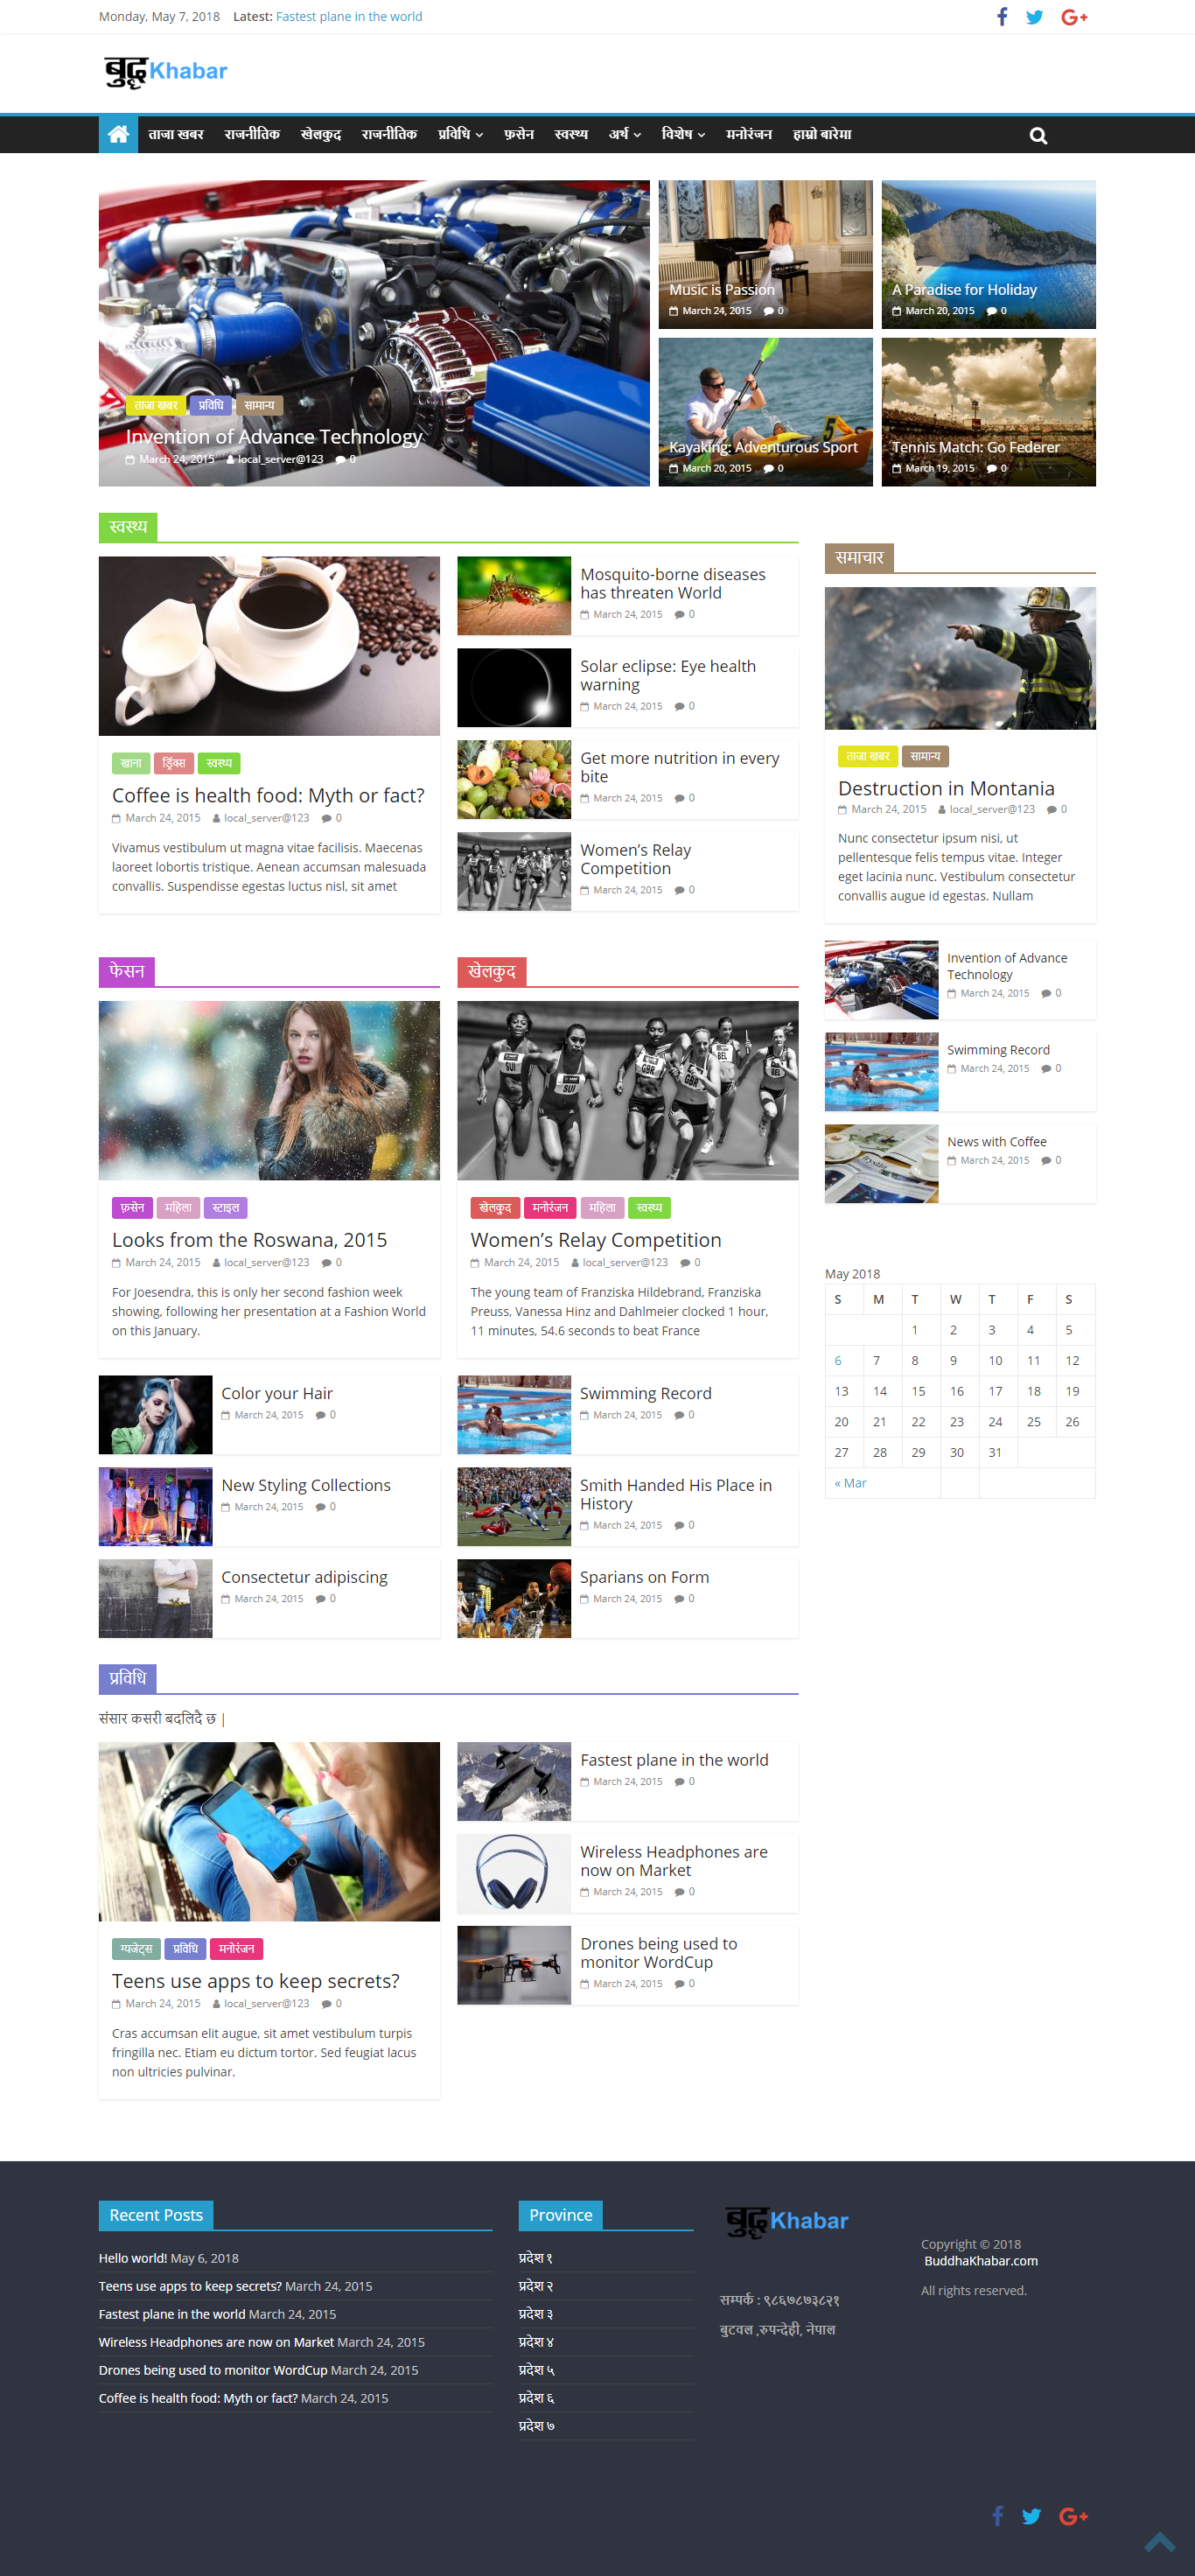 Monday, May 7, 2018 Latest: Fastest plane in the world
बुद्ध Khabar
ताजा खबर राजनीतिक खेलकुद राजनीतिक प्रविधि फ़सेन स्वस्थ्य अर्थ विशेष मनोरंजन हाम्रो बारेमा
ताजा खबर प्रविधि सामान्य
Invention of Advance Technology
March 24, 2015 local_server@123 0
Music is Passion
March 24, 2015 0
A Paradise for Holiday
March 20, 2015 0
Kayaking: Adventurous Sport
March 20, 2015 0
Tennis Match: Go Federer
March 19, 2015 0
स्वस्थ्य
खाना ड्रिंक्स स्वस्थ्य
Coffee is health food: Myth or fact?
March 24, 2015 local_server@123 0
Vivamus vestibulum ut magna vitae facilisis. Maecenas
laoreet lobortis tristique. Aenean accumsan malesuada
convallis. Suspendisse egestas luctus nisl, sit amet
Mosquito-borne diseases
has threaten World
March 24, 2015 0
Solar eclipse: Eye health
warning
March 24, 2015 0
Get more nutrition in every
bite
March 24, 2015 0
Women’s Relay
Competition
March 24, 2015 0
समाचार
ताजा खबर सामान्य
Destruction in Montania
March 24, 2015 local_server@123 0
Nunc consectetur ipsum nisi, ut
pellentesque felis tempus vitae. Integer
eget lacinia nunc. Vestibulum consectetur
convallis augue id egestas. Nullam
Invention of Advance
Technology
March 24, 2015 0
Swimming Record
March 24, 2015 0
News with Coffee
March 24, 2015 0
May 2018
S M T W T F S
1 2 3 4 5
6 7 8 9 10 11 12
13 14 15 16 17 18 19
20 21 22 23 24 25 26
27 28 29 30 31
« Mar
फेसन
फ़सेन महिला स्टाइल
Looks from the Roswana, 2015
March 24, 2015 local_server@123 0
For Joesendra, this is only her second fashion week
showing, following her presentation at a Fashion World
on this January.
Color your Hair
March 24, 2015 0
New Styling Collections
March 24, 2015 0
Consectetur adipiscing
March 24, 2015 0
खेलकुद
SUI SUI GBR GBR BEL BEL
खेलकुद मनोरंजन महिला स्वस्थ्य
Women’s Relay Competition
March 24, 2015 local_server@123 0
The young team of Franziska Hildebrand, Franziska
Preuss, Vanessa Hinz and Dahlmeier clocked 1 hour,
11 minutes, 54.6 seconds to beat France
Swimming Record
March 24, 2015 0
Smith Handed His Place in
History
March 24, 2015 0
Sparians on Form
March 24, 2015 0
प्रविधि
संसार कसरी बदलिदै छ |
ग्यजेट्स प्रविधि मनोरंजन
Teens use apps to keep secrets?
March 24, 2015 local_server@123 0
Cras accumsan elit augue, sit amet vestibulum turpis
fringilla nec. Etiam eu dictum tortor. Sed feugiat lacus
non ultricies pulvinar.
Fastest plane in the world
March 24, 2015 0
Wireless Headphones are
now on Market
March 24, 2015 0
Drones being used to
monitor WordCup
March 24, 2015 0
Recent Posts
Hello world! May 6, 2018
Teens use apps to keep secrets? March 24, 2015
Fastest plane in the world March 24, 2015
Wireless Headphones are now on Market March 24, 2015
Drones being used to monitor WordCup March 24, 2015
Coffee is health food: Myth or fact? March 24, 2015
Province
प्रदेश १
प्रदेश २
प्रदेश ३
प्रदेश ४
प्रदेश ५
प्रदेश ६
प्रदेश ७
बुद्ध Khabar
सम्पर्क : ९८६७८७३८२१
बुटवल ,रुपन्देही, नेपाल
Copyright © 2018
BuddhaKhabar.com
All rights reserved.